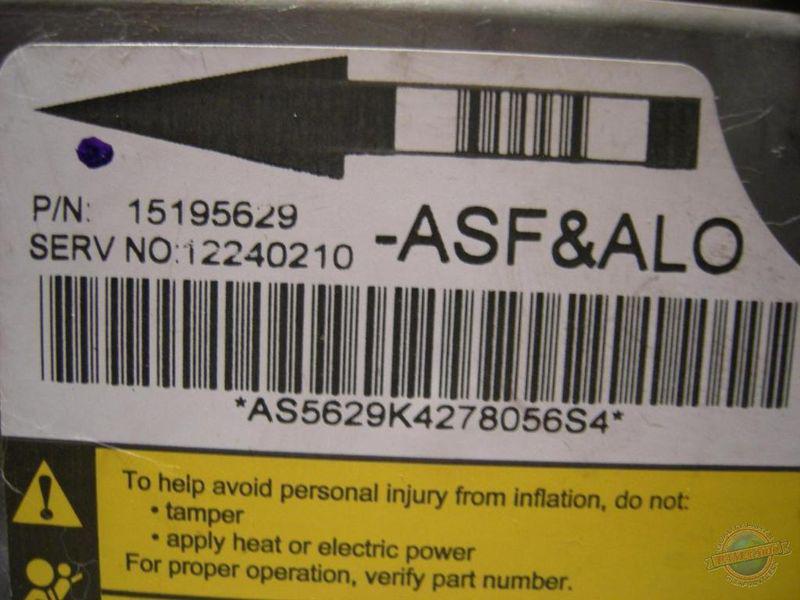 P/N: 15195629
SERV NO:12240210 -ASF&ALO
*AS5629K4278056S4*
To help avoid personal injury from inflation, do not:
• tamper
• apply heat or electric power
For proper operation, verify part number.